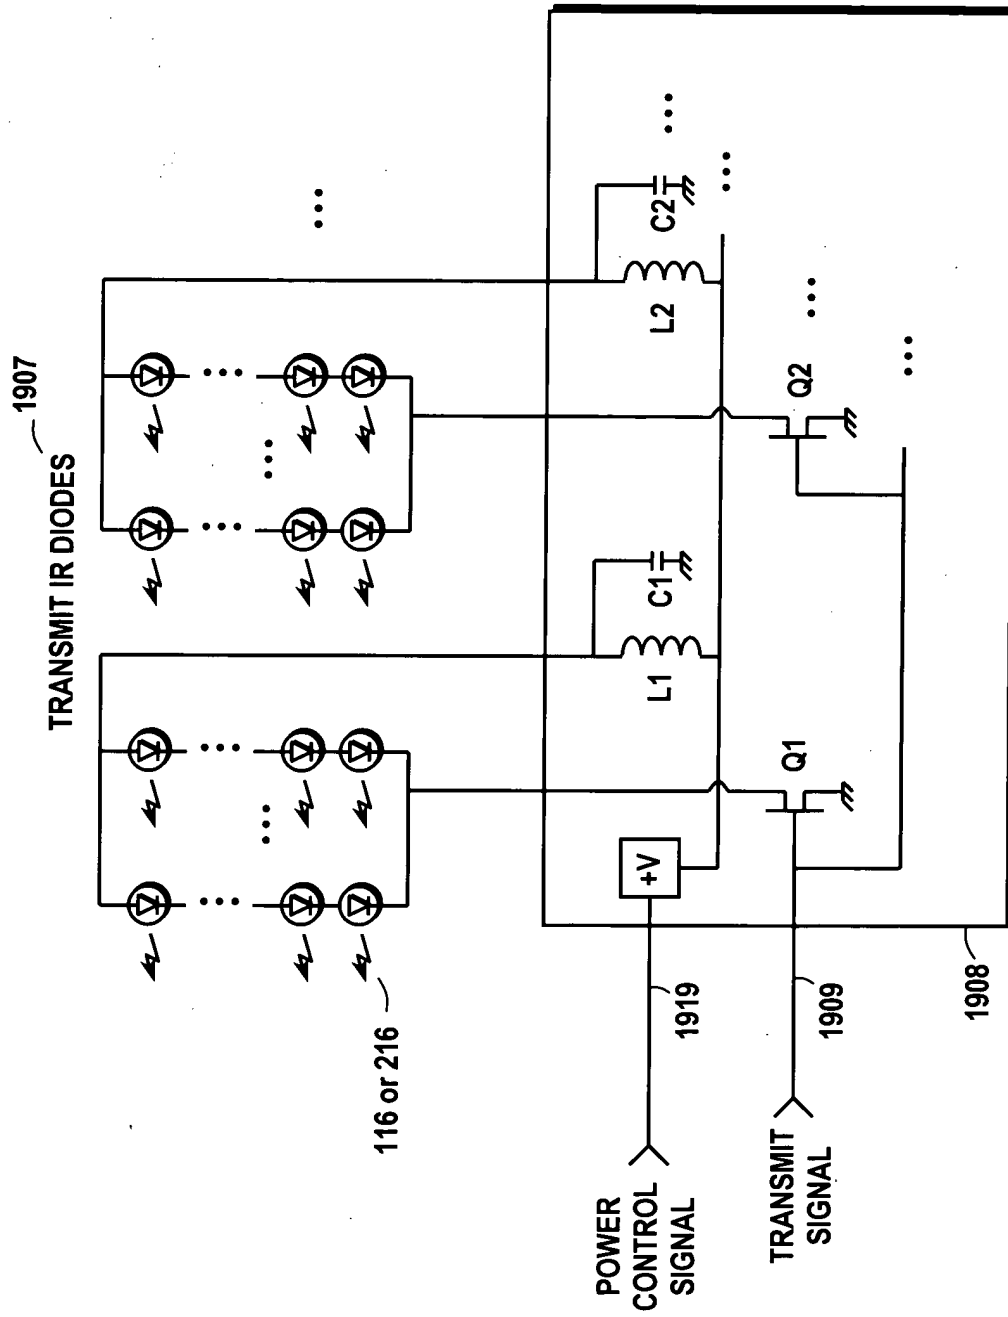 TRANSMIT IR DIODES
1907
116 or 216
POWER
CONTROL
SIGNAL
1919
+V
L1
C1
L2
C2
TRANSMIT
SIGNAL
1909
Q1
Q2
1908